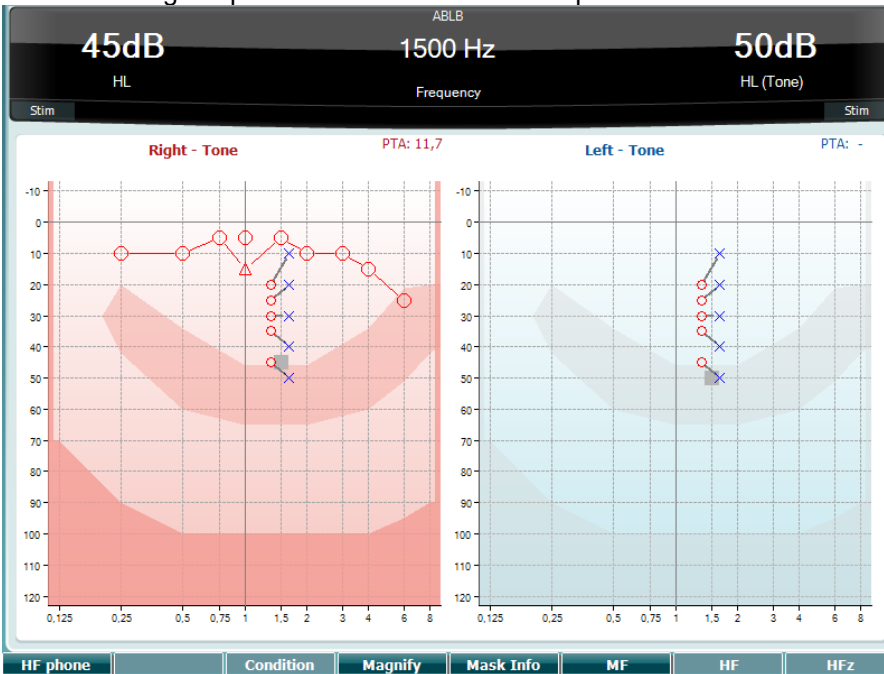 ABLB
45dB 1500 Hz 50dB
HL Frequency HL (Tone)
Stim Stim
Right - Tone PTA: 11,7 Left - Tone PTA: -
-10 -10
0 0
10 10
20 20
30 30
40 40
50 50
60 60
70 70
80 80
90 90
100 100
110 110
120 120
0,125 0,25 0,5 0,75 1 1,5 2 3 4 6 8 0,125 0,25 0,5 0,75 1 1,5 2 3 4 6 8
HF phone Condition Magnify Mask Info MF HF HFz